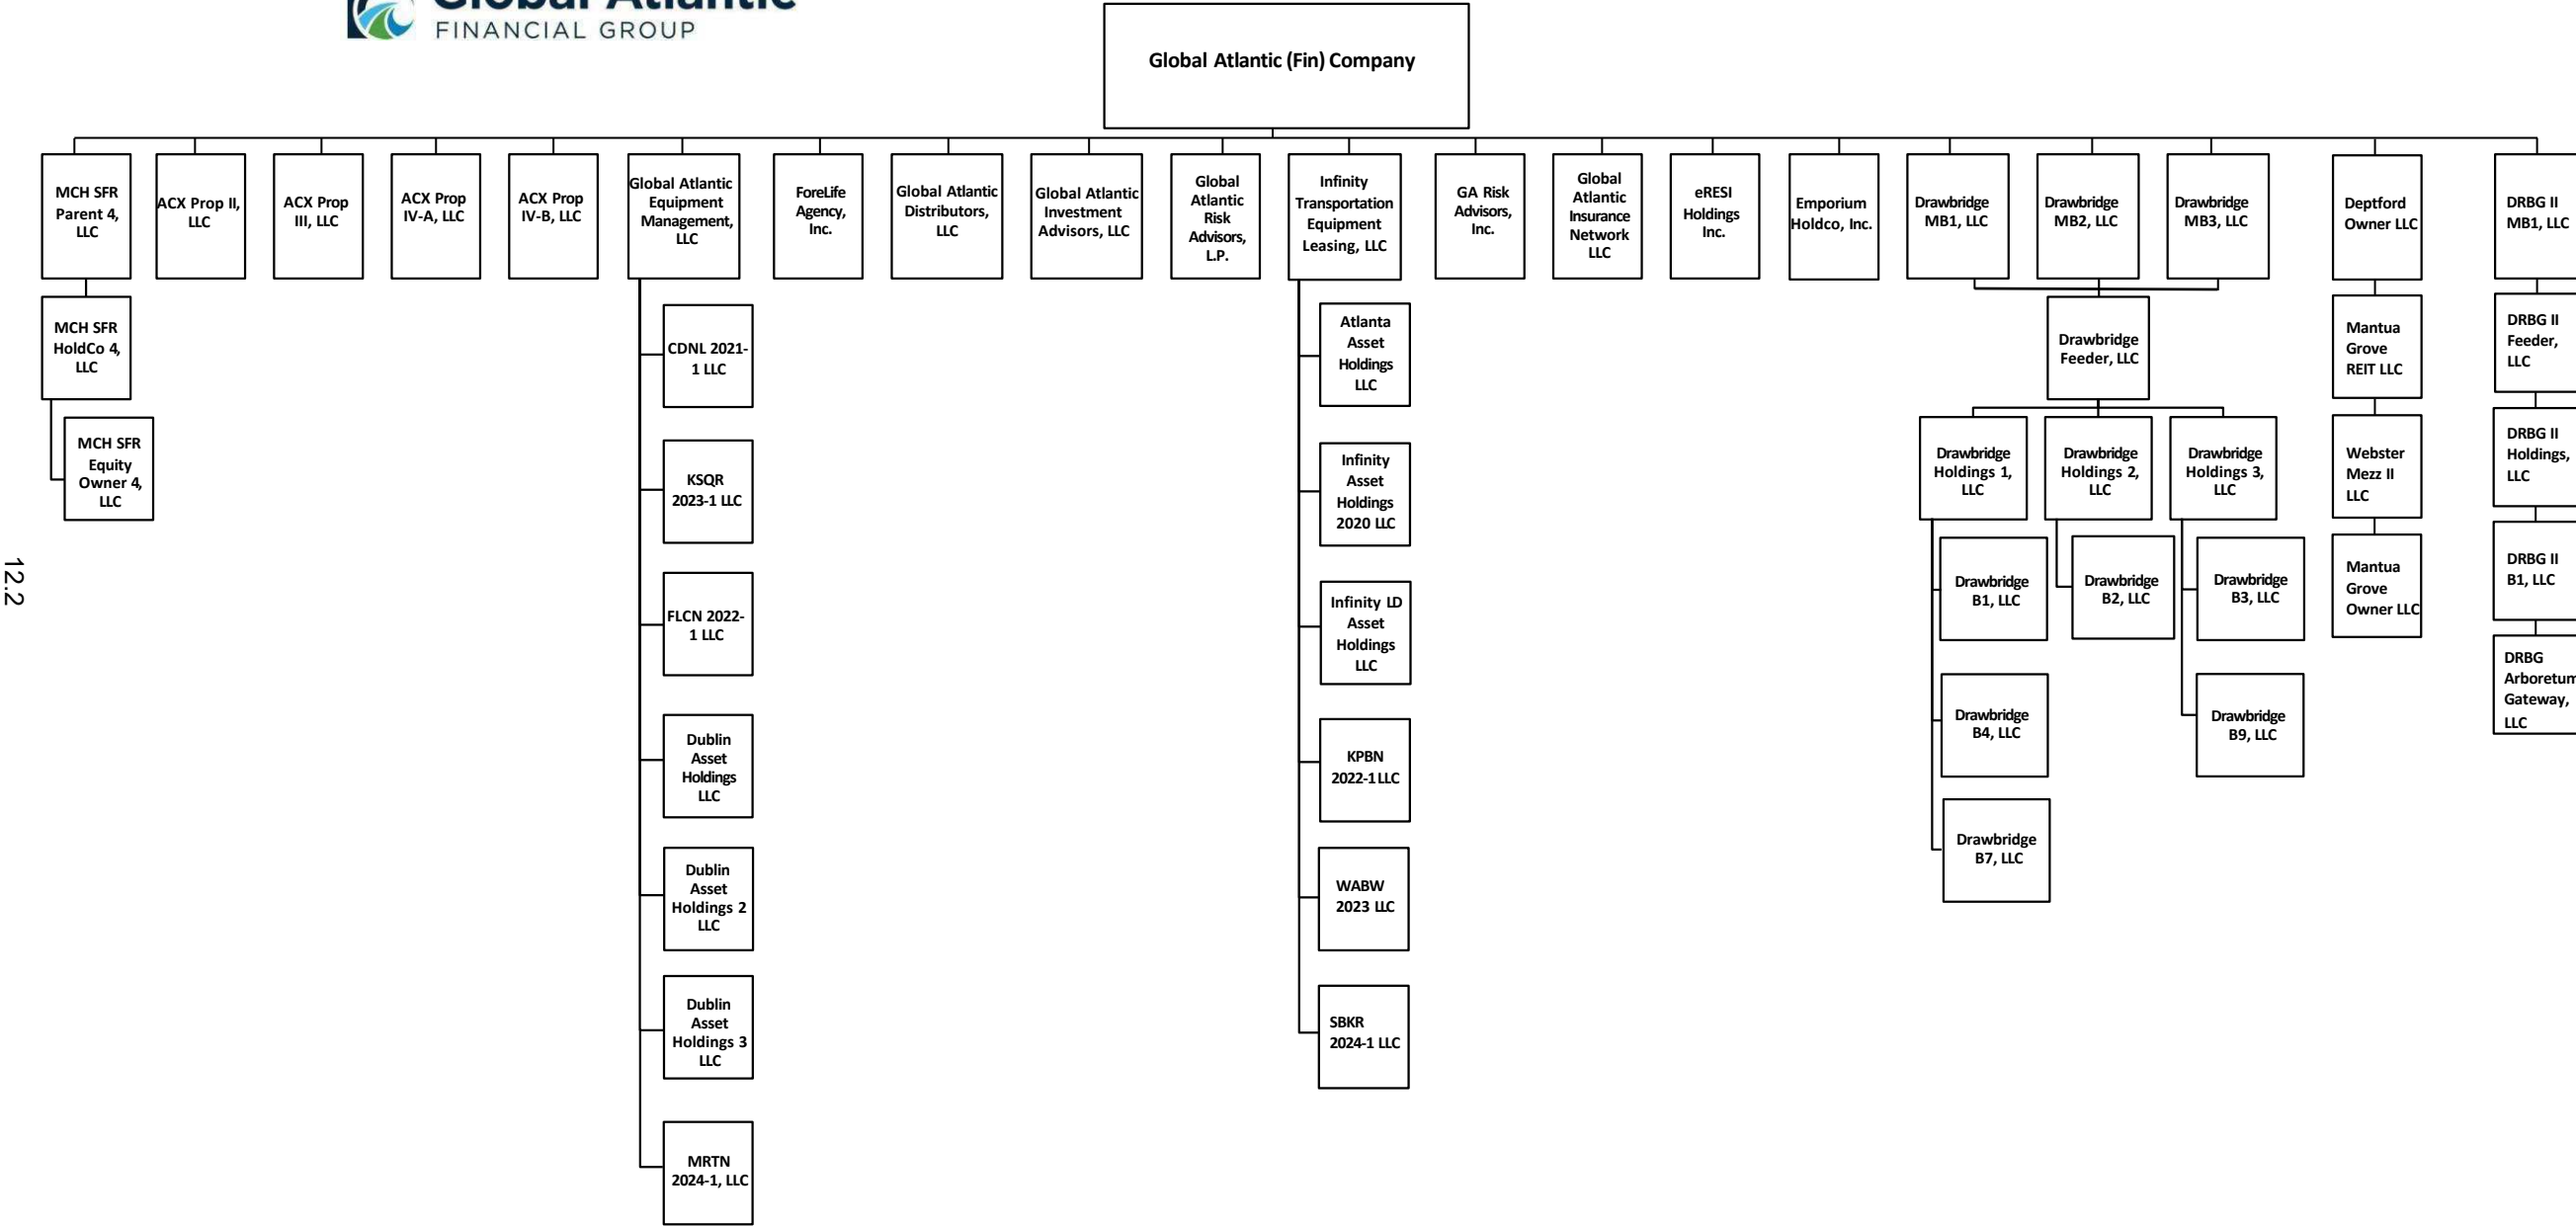 Global Atlantic
FINANCIAL GROUP
Global Atlantic (Fin) Company
MCH SFR
Parent 4,
LLC
ACX Prop II,
LLC
ACX Prop
III, LLC
ACX Prop
IV-A, LLC
ACX Prop
IV-B, LLC
Global Atlantic
Equipment
Management,
LLC
ForeLife
Agency,
Inc.
Global Atlantic
Distributors,
LLC
Global Atlantic
Investment
Advisors, LLC
Global
Atlantic
Risk
Advisors,
L.P.
Infinity
Transportation
Equipment
Leasing, LLC
GA Risk
Advisors,
Inc.
Global
Atlantic
Insurance
Network
LLC
eRESI
Holdings
Inc.
Emporium
Holdco, Inc.
Drawbridge
MB1, LLC
Drawbridge
MB2, LLC
Drawbridge
MB3, LLC
Deptford
Owner LLC
DRBG II
MB1, LLC
MCH SFR
HoldCo 4,
LLC
MCH SFR
Equity
Owner 4,
LLC
CDNL 2021-
1 LLC
KSQR
2023-1 LLC
FLCN 2022-
1 LLC
Dublin
Asset
Holdings
LLC
Dublin
Asset
Holdings 2
LLC
Dublin
Asset
Holdings 3
LLC
MRTN
2024-1, LLC
Atlanta
Asset
Holdings
LLC
Infinity
Asset
Holdings
2020 LLC
Infinity LD
Asset
Holdings
LLC
KPBN
2022-1 LLC
WABW
2023 LLC
SBKR
2024-1 LLC
Drawbridge
Feeder, LLC
Drawbridge
Holdings 1,
LLC
Drawbridge
Holdings 2,
LLC
Drawbridge
Holdings 3,
LLC
Drawbridge
B1, LLC
Drawbridge
B2, LLC
Drawbridge
B3, LLC
Drawbridge
B4, LLC
Drawbridge
B9, LLC
Drawbridge
B7, LLC
Mantua
Grove
REIT LLC
Webster
Mezz II
LLC
Mantua
Grove
Owner LLC
DRBG II
Feeder,
LLC
DRBG II
Holdings,
LLC
DRBG II
B1, LLC
DRBG
Arboretum
Gateway,
LLC
12.2